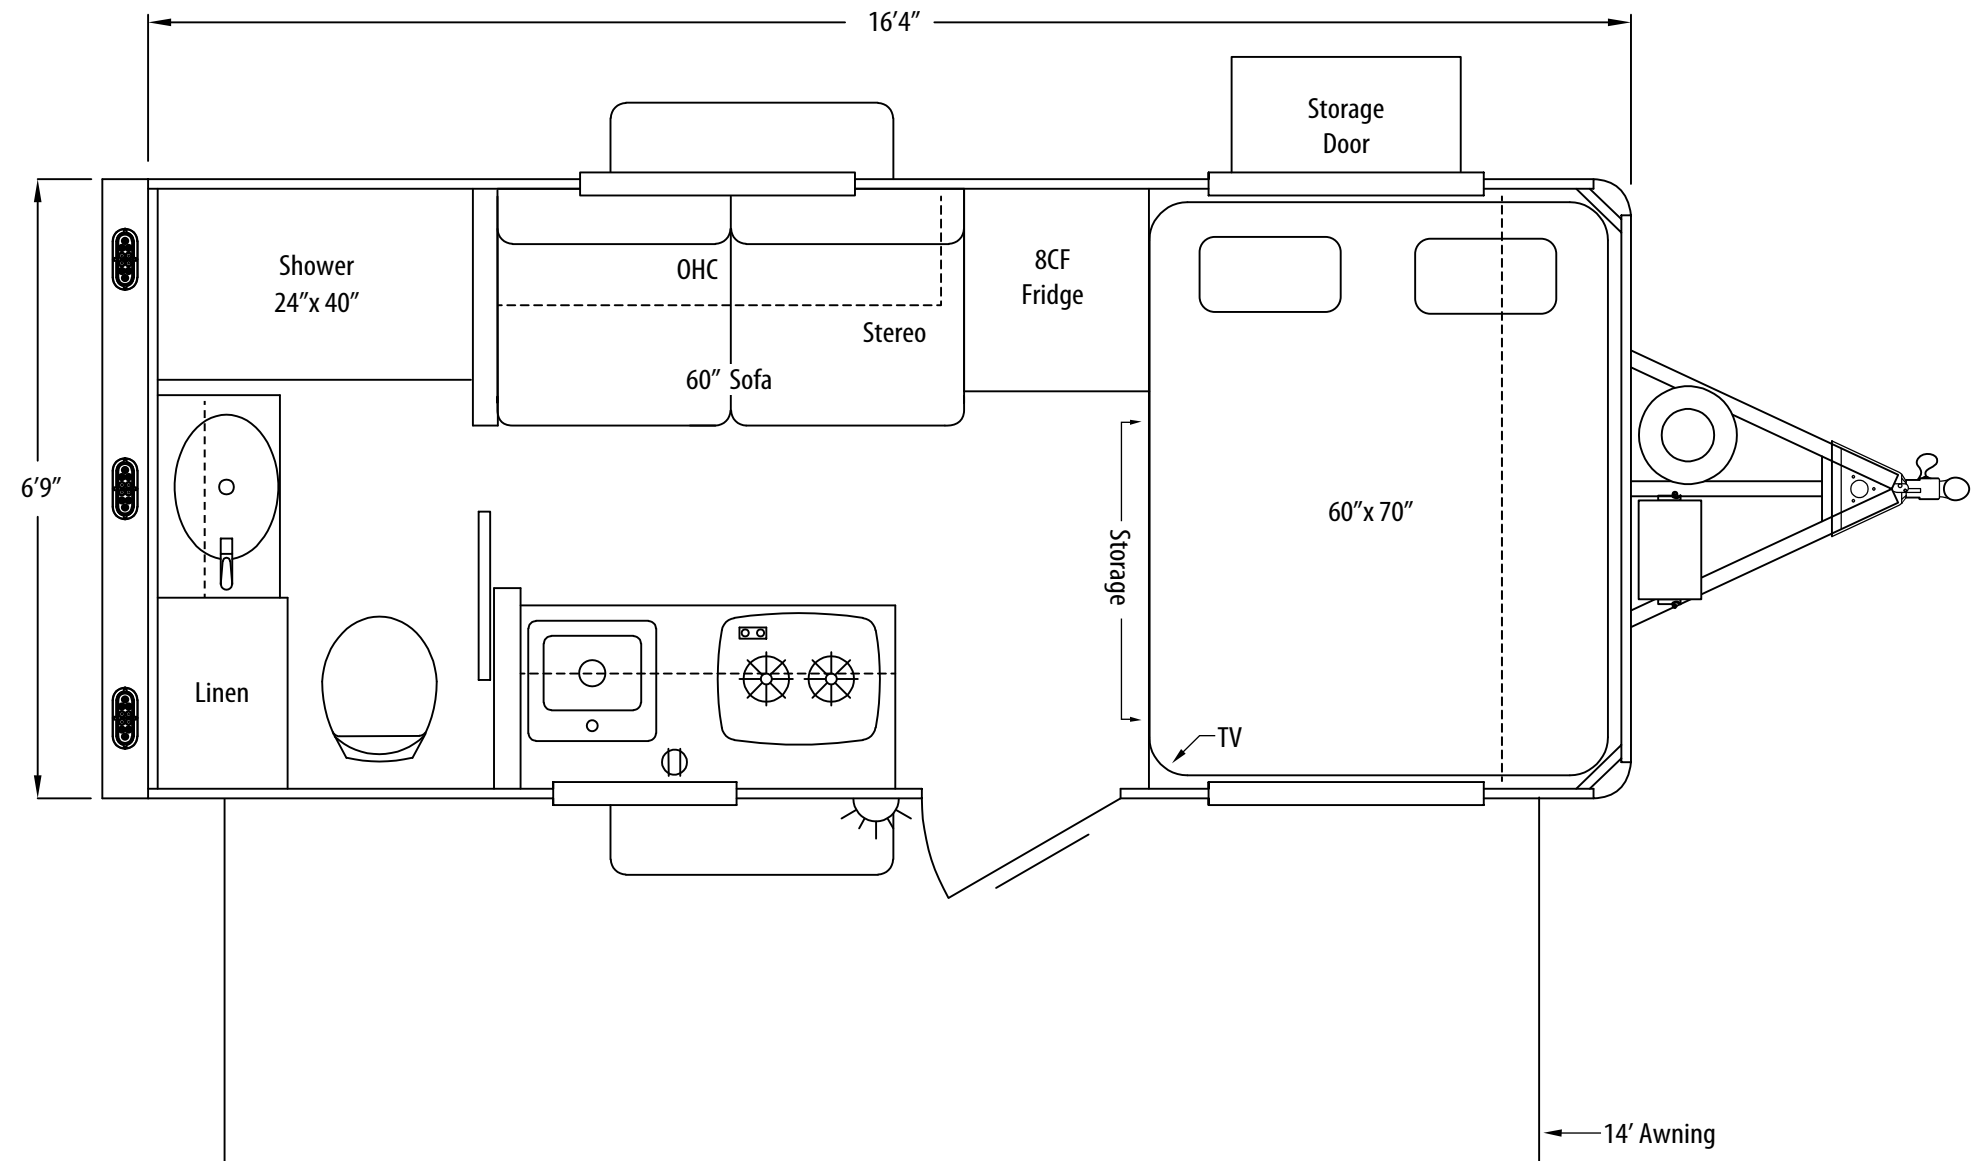 16’4”
Storage
Door
Shower
24”x 40”
OHC
8CF
Fridge
Stereo
60” Sofa
6’9”
60”x 70”
Storage
Linen
TV
14’ Awning